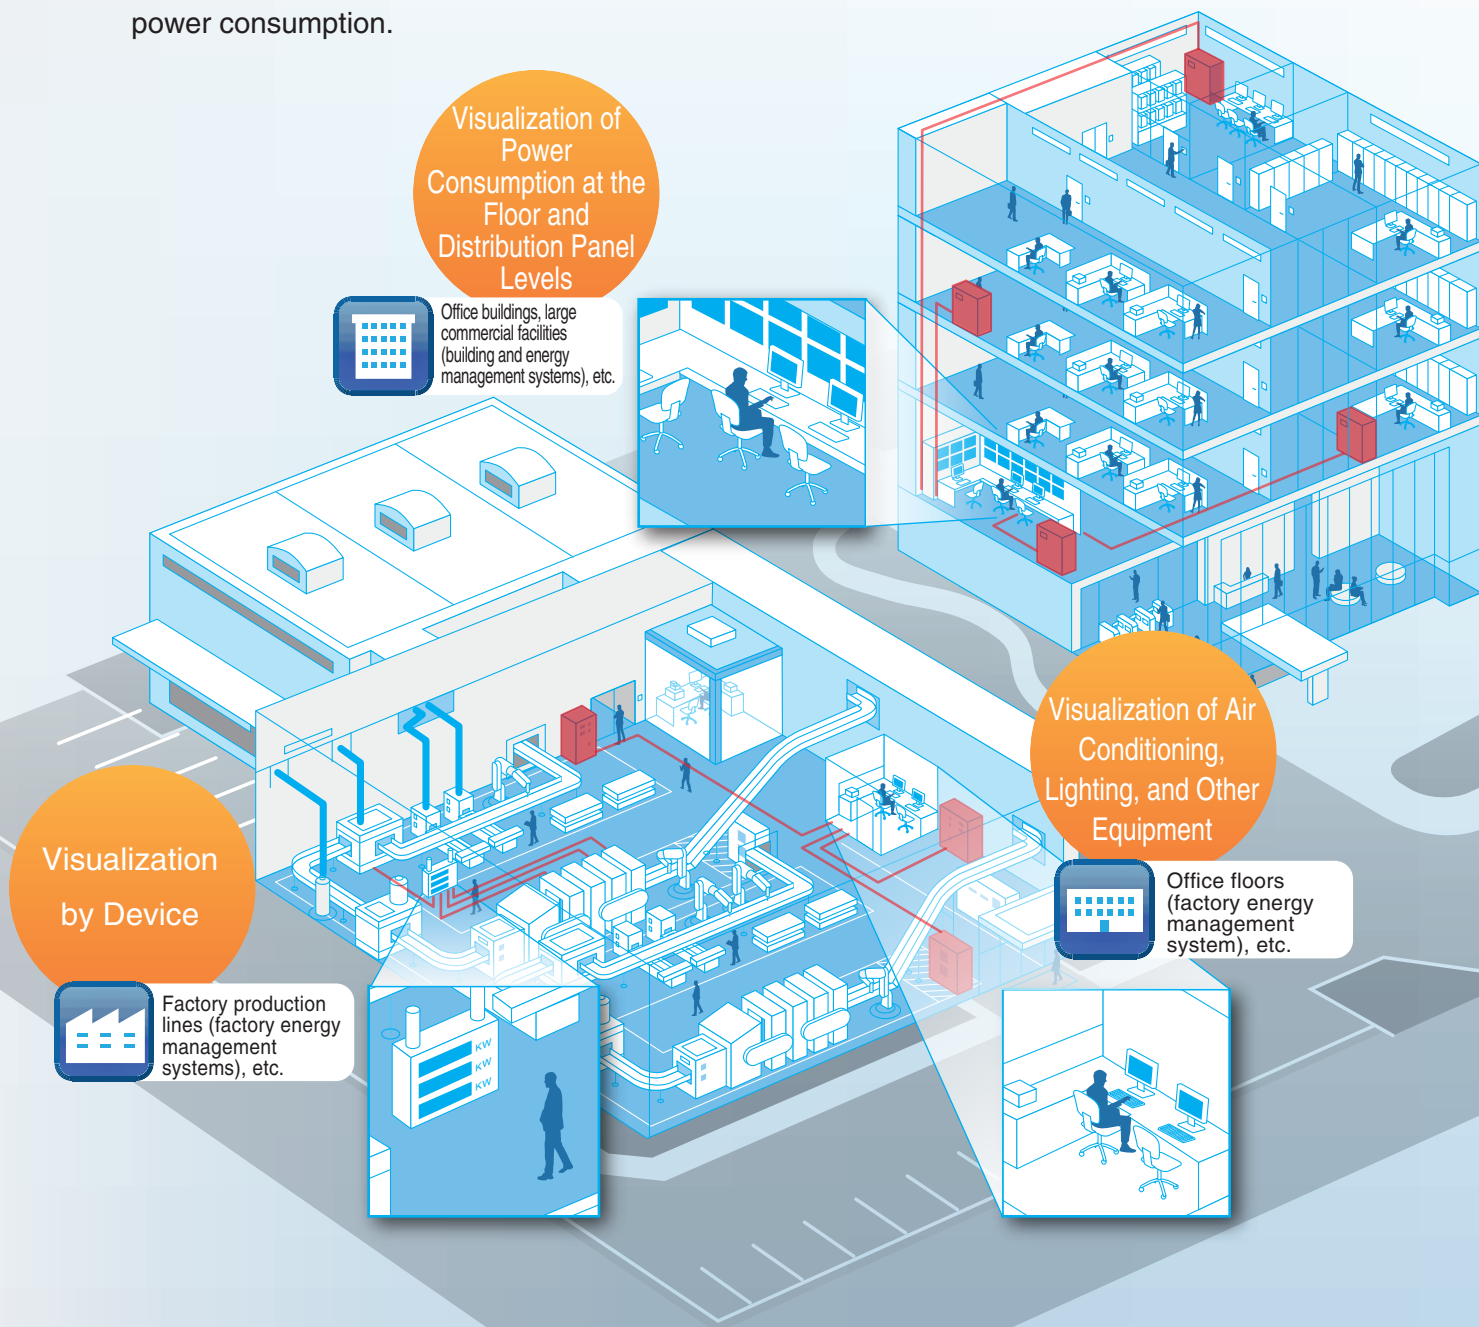 power consumption.
Visualization of
Power
Consumption at the
Floor and
Distribution Panel
Levels
Office buildings, large
commercial facilities
(building and energy
management systems), etc.
Visualization of Air
Conditioning,
Lighting, and Other
Equipment
Office floors
(factory energy
management
system), etc.
Visualization
by Device
Factory production
lines (factory energy
management
systems), etc.
KW
KW
KW